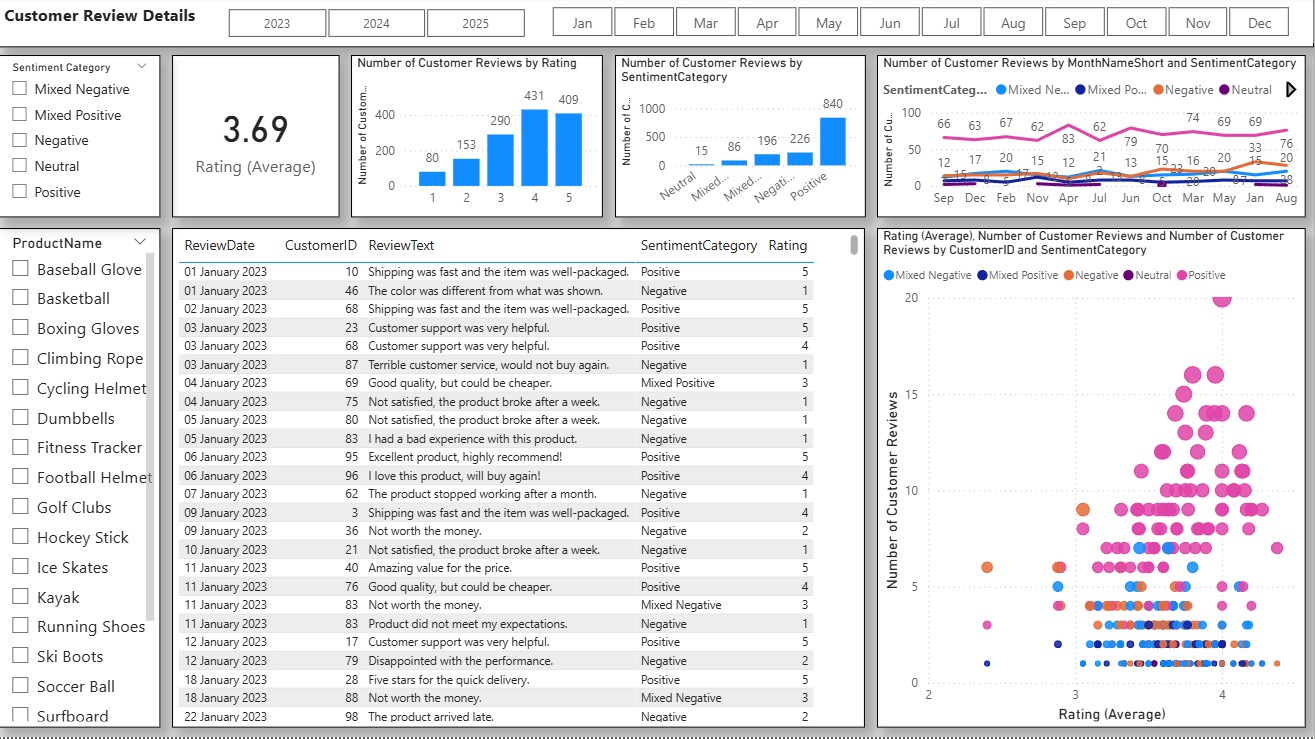 Customer Review Details
2023 2024 2025 Jan Feb Mar Apr May Jun Jul Aug Sep Oct Nov Dec
Sentiment Category
Mixed Negative
Mixed Positive
Negative
Neutral
Positive
3.69
Rating (Average)
Number of Customer Reviews by Rating
Number of Custom...
400
200
0
80 153 290 431 409
1 2 3 4 5
Number of Customer Reviews by
SentimentCategory
Number of C...
1000
500
0
15 86 196 226 840
Neutral Mixed... Mixed... Negati... Positive
Number of Customer Reviews by MonthNameShort and SentimentCategory
SentimentCateg... Mixed Ne... Mixed Po... Negative Neutral
Number of Cu...
100
50
0
66 63 67 62 83 62 79 70 74 69 69 76
12 17 20 15 12 21 13 15 16 20 33 20
Sep Dec Feb Nov Apr Jul Jun Oct Mar May Jan Aug
ProductName
Baseball Glove
Basketball
Boxing Gloves
Climbing Rope
Cycling Helmet
Dumbbells
Fitness Tracker
Football Helmet
Golf Clubs
Hockey Stick
Ice Skates
Kayak
Running Shoes
Ski Boots
Soccer Ball
Surfboard
ReviewDate CustomerID ReviewText SentimentCategory Rating
01 January 2023 10 Shipping was fast and the item was well-packaged. Positive 5
01 January 2023 46 The color was different from what was shown. Negative 1
02 January 2023 68 Shipping was fast and the item was well-packaged. Positive 5
03 January 2023 23 Customer support was very helpful. Positive 5
03 January 2023 68 Customer support was very helpful. Positive 4
03 January 2023 87 Terrible customer service, would not buy again. Negative 1
04 January 2023 69 Good quality, but could be cheaper. Mixed Positive 3
04 January 2023 75 Not satisfied, the product broke after a week. Negative 1
05 January 2023 80 Not satisfied, the product broke after a week. Negative 1
05 January 2023 83 I had a bad experience with this product. Negative 1
06 January 2023 95 Excellent product, highly recommend! Positive 5
06 January 2023 96 I love this product, will buy again! Positive 4
07 January 2023 62 The product stopped working after a month. Negative 1
09 January 2023 3 Shipping was fast and the item was well-packaged. Positive 4
09 January 2023 36 Not worth the money. Negative 2
10 January 2023 21 Not satisfied, the product broke after a week. Negative 1
11 January 2023 40 Amazing value for the price. Positive 5
11 January 2023 76 Good quality, but could be cheaper. Positive 4
11 January 2023 83 Not worth the money. Mixed Negative 3
11 January 2023 83 Product did not meet my expectations. Negative 1
12 January 2023 17 Customer support was very helpful. Positive 5
12 January 2023 79 Disappointed with the performance. Negative 2
18 January 2023 28 Five stars for the quick delivery. Positive 5
18 January 2023 88 Not worth the money. Mixed Negative 3
22 January 2023 98 The product arrived late. Negative 2
Rating (Average), Number of Customer Reviews and Number of Customer
Reviews by CustomerID and SentimentCategory
Mixed Negative Mixed Positive Negative Neutral Positive
Number of Customer Reviews
20
15
10
5
0
2 3 4
Rating (Average)